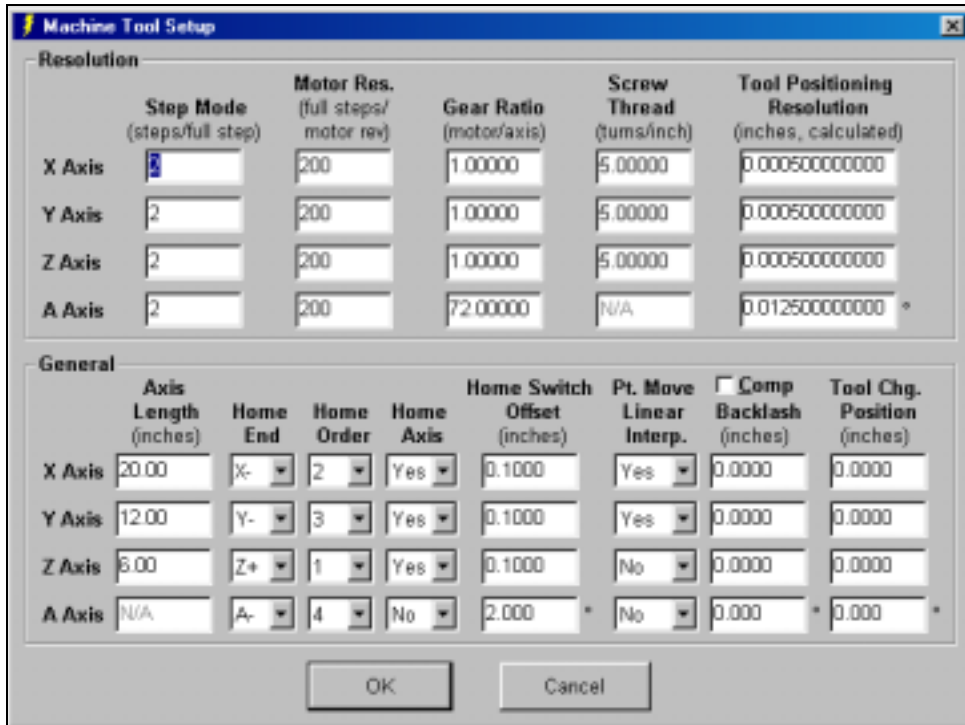 Machine Tool Setup
Resolution
Step Mode (steps/full step) Motor Res. (full steps/ motor rev) Gear Ratio (motor/axis) Screw Thread (turns/inch) Tool Positioning Resolution (inches, calculated)
X Axis 2 200 1.00000 5.00000 0.000500000000
Y Axis 2 200 1.00000 5.00000 0.000500000000
Z Axis 2 200 1.00000 5.00000 0.000500000000
A Axis 2 200 72.00000 N/A 0.012500000000 °
General
Axis Length (inches) Home End Home Order Home Axis Home Switch Offset (inches) Pt. Move Linear Interp. Comp Backlash (inches) Tool Chg. Position (inches)
X Axis 20.00 X- 2 Yes 0.1000 Yes 0.0000 0.0000
Y Axis 12.00 Y- 3 Yes 0.1000 Yes 0.0000 0.0000
Z Axis 6.00 Z+ 1 Yes 0.1000 No 0.0000 0.0000
A Axis N/A A- 4 No 2.000 ° No 0.000 ° 0.000 °
OK Cancel